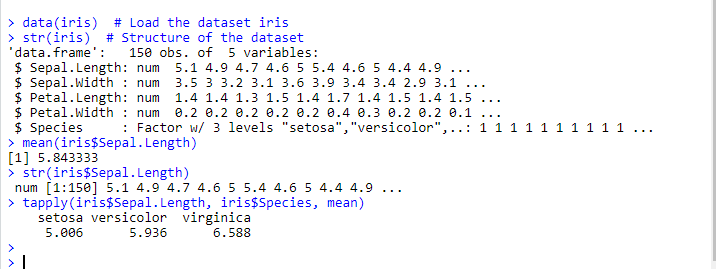 > data(iris)  # Load the dataset iris
> str(iris)  # Structure of the dataset
'data.frame':   150 obs. of  5 variables:
 $ Sepal.Length: num  5.1 4.9 4.7 4.6 5 5.4 4.6 5 4.4 4.9 ...
 $ Sepal.Width : num  3.5 3 3.2 3.1 3.6 3.9 3.4 3.4 2.9 3.1 ...
 $ Petal.Length: num  1.4 1.4 1.3 1.5 1.4 1.7 1.4 1.5 1.4 1.5 ...
 $ Petal.Width : num  0.2 0.2 0.2 0.2 0.2 0.4 0.3 0.2 0.2 0.1 ...
 $ Species     : Factor w/ 3 levels "setosa","versicolor",..: 1 1 1 1 1 1 1 1 1 1 ...
> mean(iris$Sepal.Length)
[1] 5.843333
> str(iris$Sepal.Length)
 num [1:150] 5.1 4.9 4.7 4.6 5 5.4 4.6 5 4.4 4.9 ...
> tapply(iris$Sepal.Length, iris$Species, mean)
    setosa versicolor  virginica
     5.006      5.936      6.588
>
>